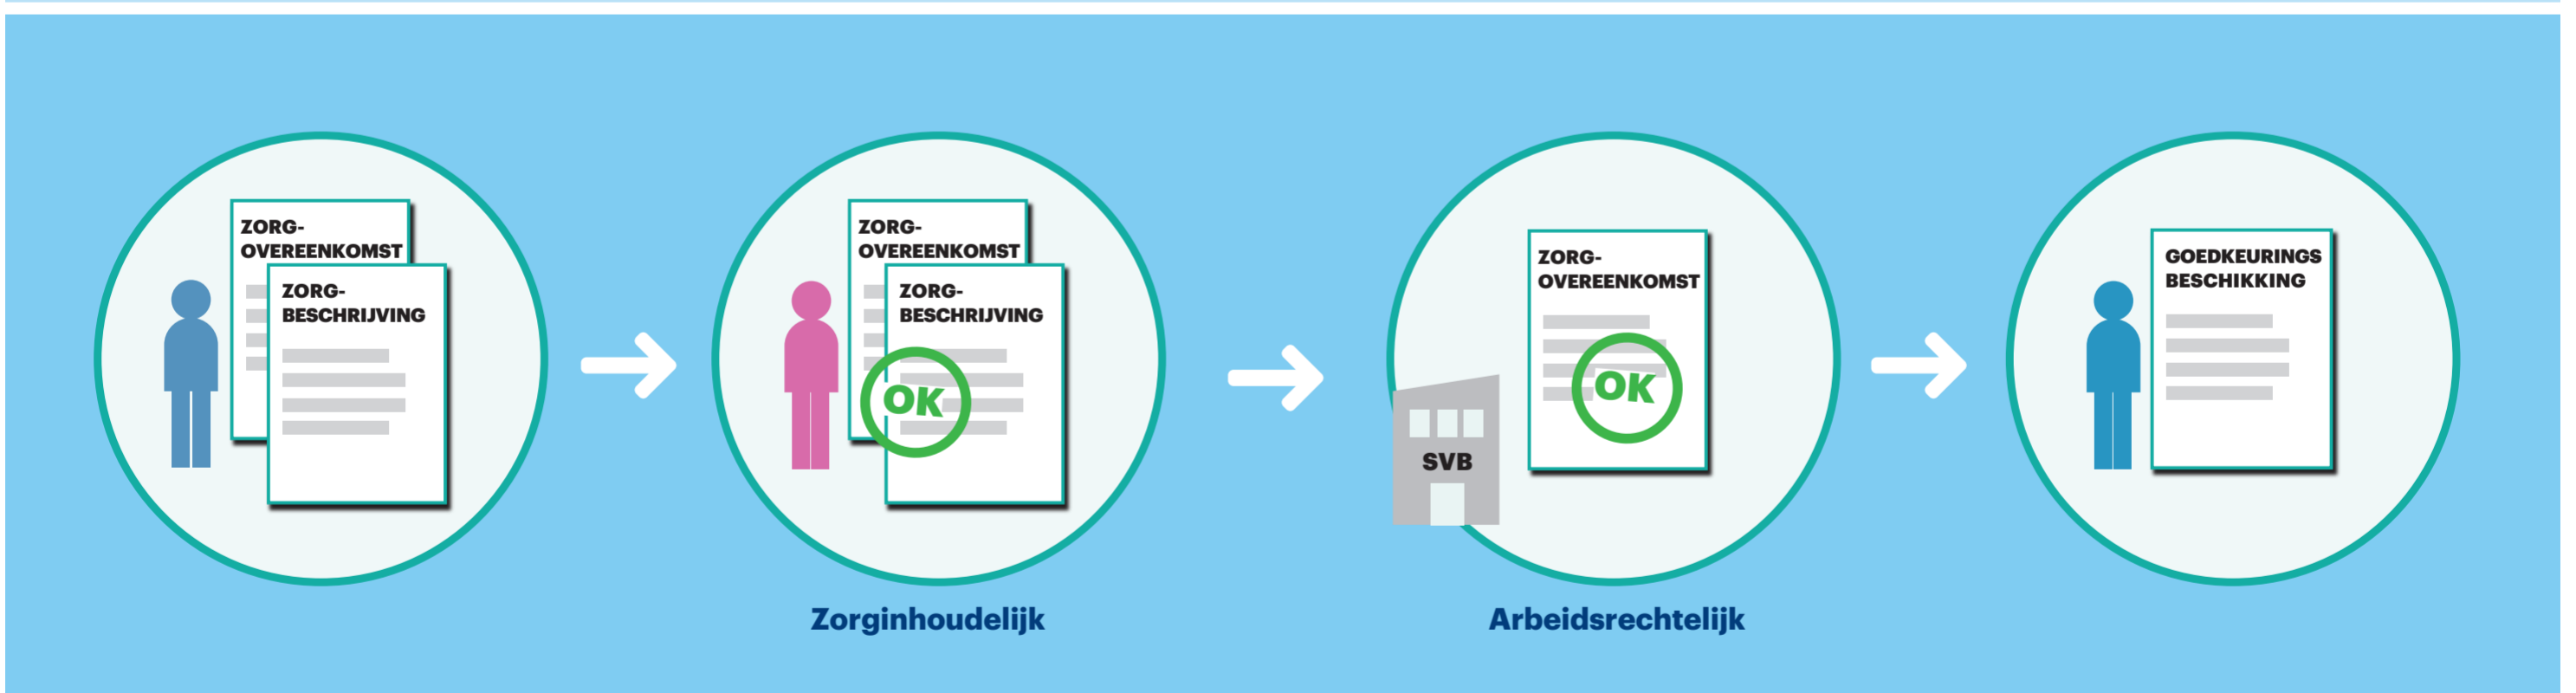 ZORG-
OVEREENKOMST
ZORG-
BESCHRIJVING
ZORG-
OVEREENKOMST
ZORG-
BESCHRIJVING
OK
Zorginhoudelijk
ZORG-
OVEREENKOMST
OK
SVB
Arbeidsrechtelijk
GOEDKEURINGS
BESCHIKKING